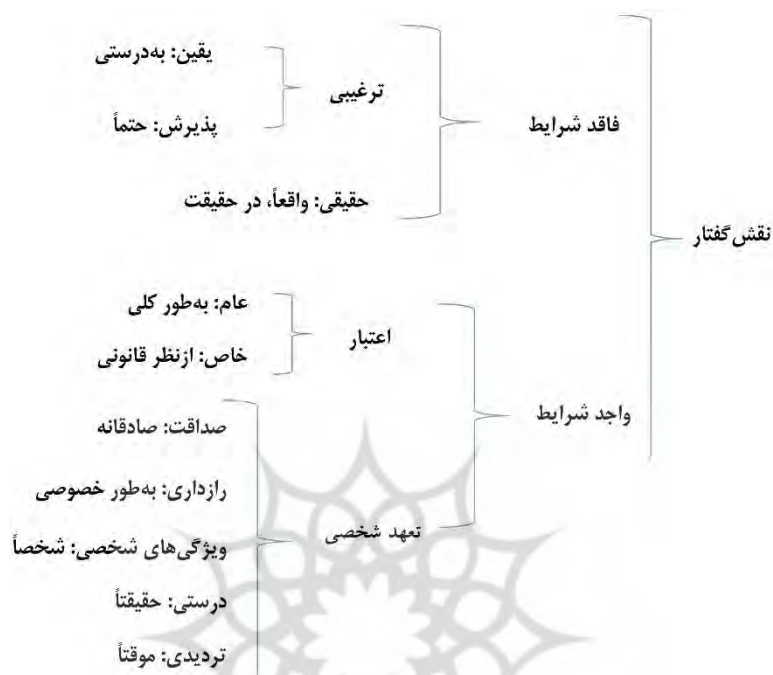 نقش‌گفتار
فاقد شرایط
ترغیبی
یقین: به‌درستی
پذیرش: حتماً
حقیقی: واقعاً، در حقیقت
واجد شرایط
اعتبار
عام: به‌طور کلی
خاص: ازنظر قانونی
تعهد شخصی
صداقت: صادقانه
رازداری: به‌طور خصوصی
ویژگی‌های شخصی: شخصاً
درستی: حقیقتاً
تردیدی: موقتاً